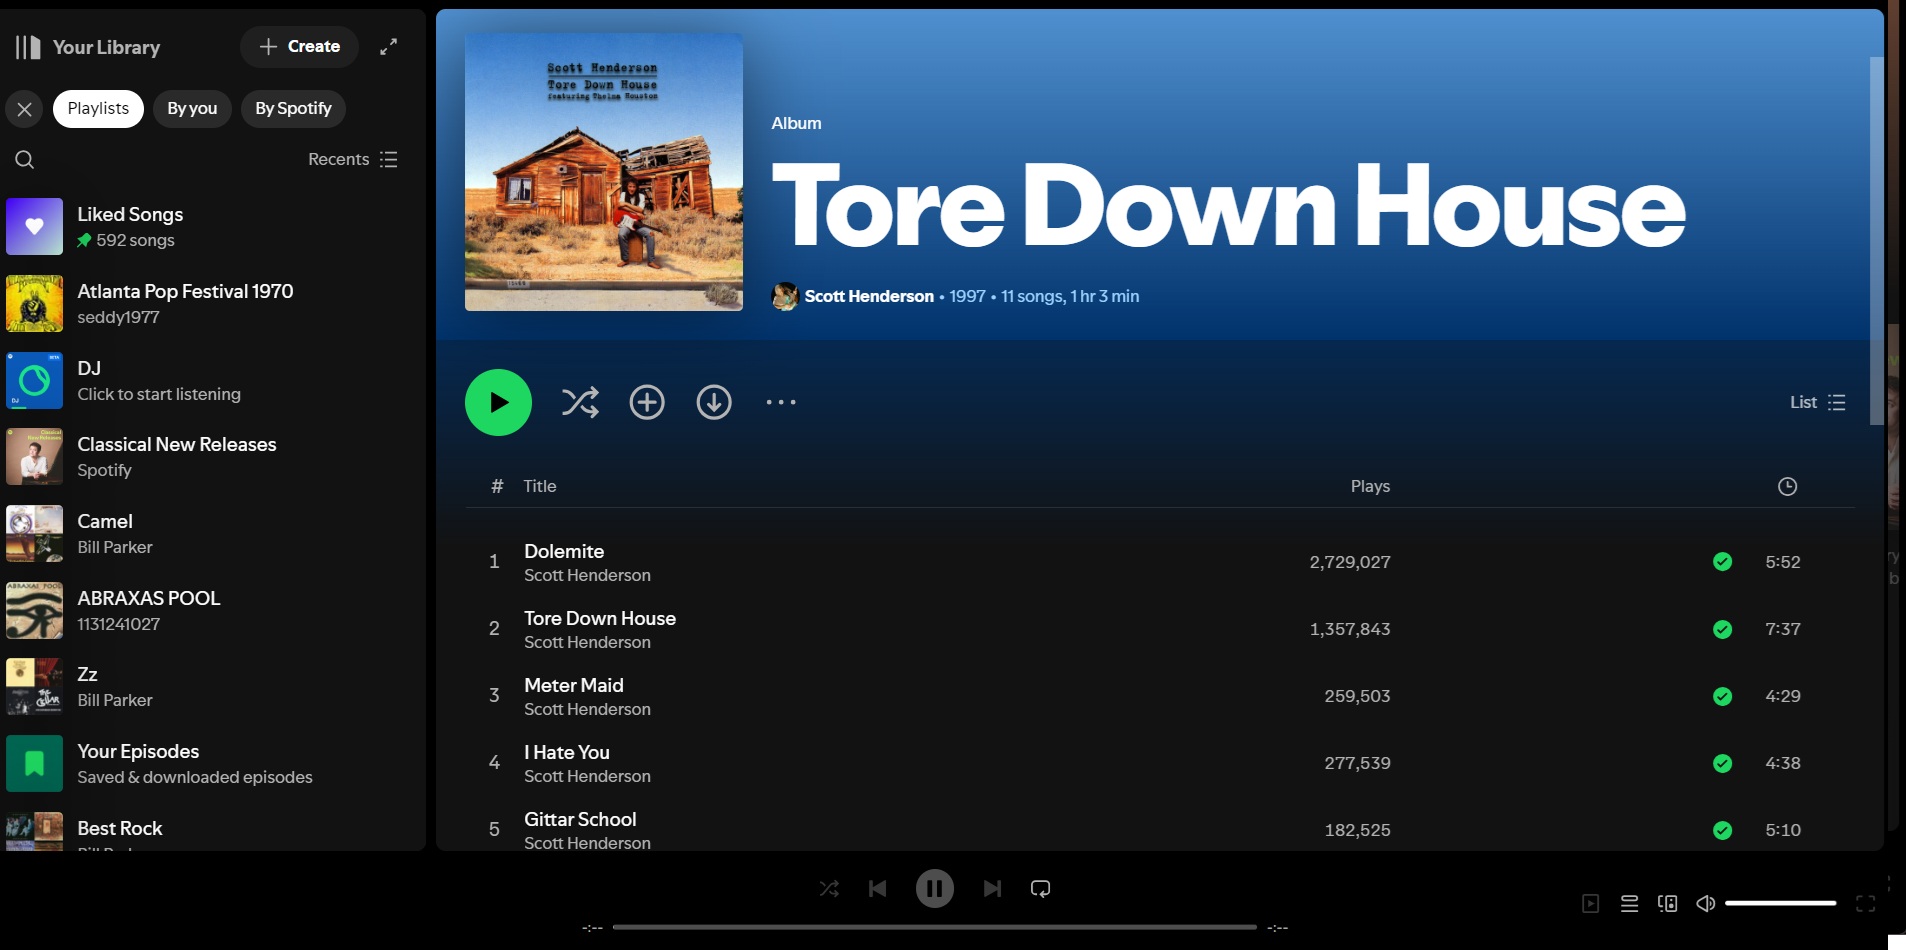 Your Library
Create
Playlists
By you
By Spotify
Recents
Liked Songs
592 songs
Atlanta Pop Festival 1970
seddy1977
DJ
Click to start listening
Classical New Releases
Spotify
Camel
Bill Parker
ABRAXAS POOL
1131241027
Zz
Bill Parker
Your Episodes
Saved & downloaded episodes
Best Rock
Scott Henderson
Tore Down House
featuring Thelma Houston
Album
Tore Down House
Scott Henderson • 1997 • 11 songs, 1 hr 3 min
List
# Title Plays
1 Dolemite 2,729,027 5:52
Scott Henderson
2 Tore Down House 1,357,843 7:37
Scott Henderson
3 Meter Maid 259,503 4:29
Scott Henderson
4 I Hate You 277,539 4:38
Scott Henderson
5 Gittar School 182,525 5:10
Scott Henderson
-:-- -:--